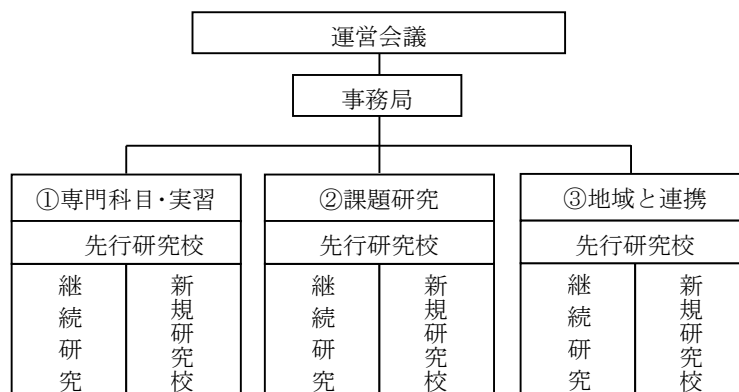 運営会議
事務局
①専門科目・実習
先行研究校
継続研究
新規研究校
②課題研究
先行研究校
継続研究
新規研究校
③地域と連携
先行研究校
継続研究
新規研究校